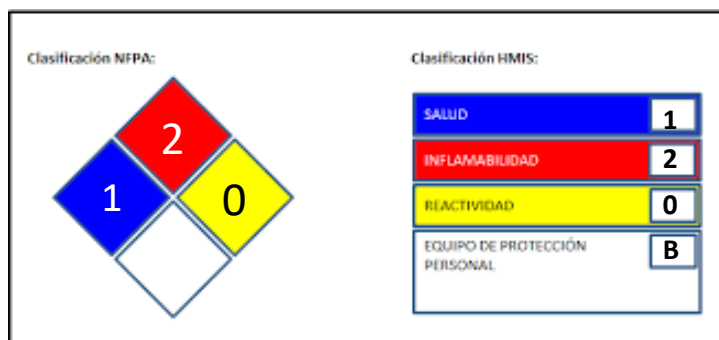 Clasificación NFPA:
2
1 0
Clasificación HMIS:
SALUD 1
INFLAMABILIDAD 2
REACTIVIDAD 0
EQUIPO DE PROTECCIÓN B
PERSONAL